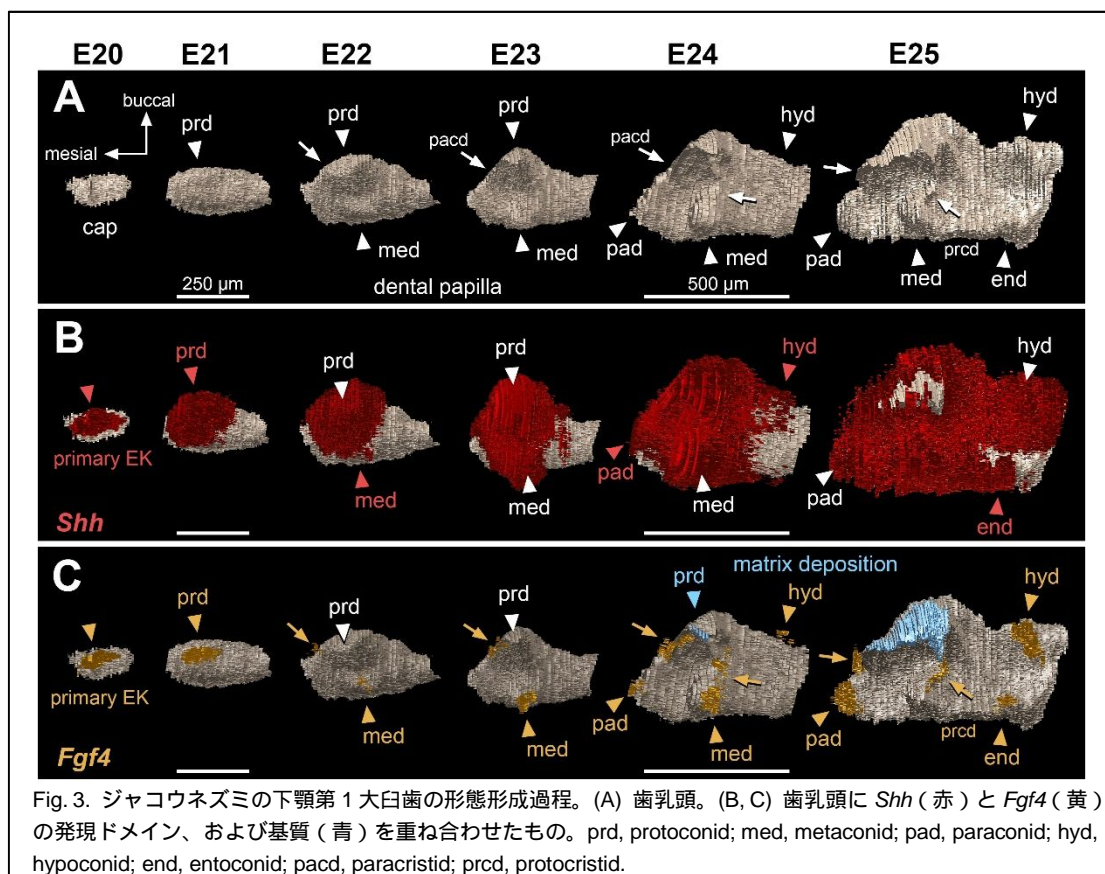 E20 E21 E22 E23 E24 E25
A
buccal
mesial
cap
prd
prd
med
pacd
prd
med
pacd
hyd
pad
med
hyd
pad
med
prcd
end
250 µm
dental papilla
500 µm
B
primary EK
prd
prd
med
prd
med
hyd
pad
med
hyd
pad
end
Shh
C
primary EK
prd
prd
med
prd
med
prd
matrix deposition
hyd
pad
med
hyd
pad
prcd
end
Fgf4
Fig. 3. ジャコウネズミの下顎第 1 大臼歯の形態形成過程。(A) 歯乳頭。(B, C) 歯乳頭に Shh(赤)と Fgf4(黄)
の発現ドメイン、および基質(青)を重ね合わせたもの。prd, protoconid; med, metaconid; pad, paraconid; hyd,
hypoconid; end, entoconid; pacd, paracristid; prcd, protocristid.